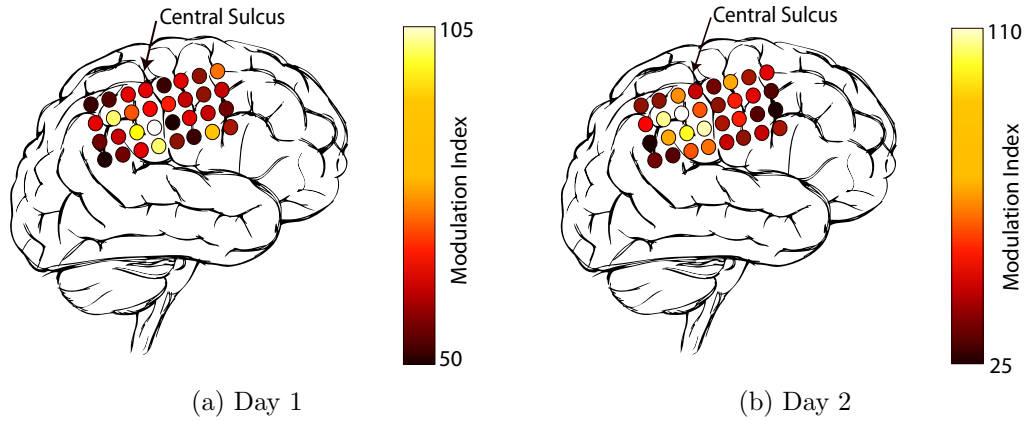 Central Sulcus
105
Modulation Index
50
(a) Day 1
Central Sulcus
110
Modulation Index
25
(b) Day 2